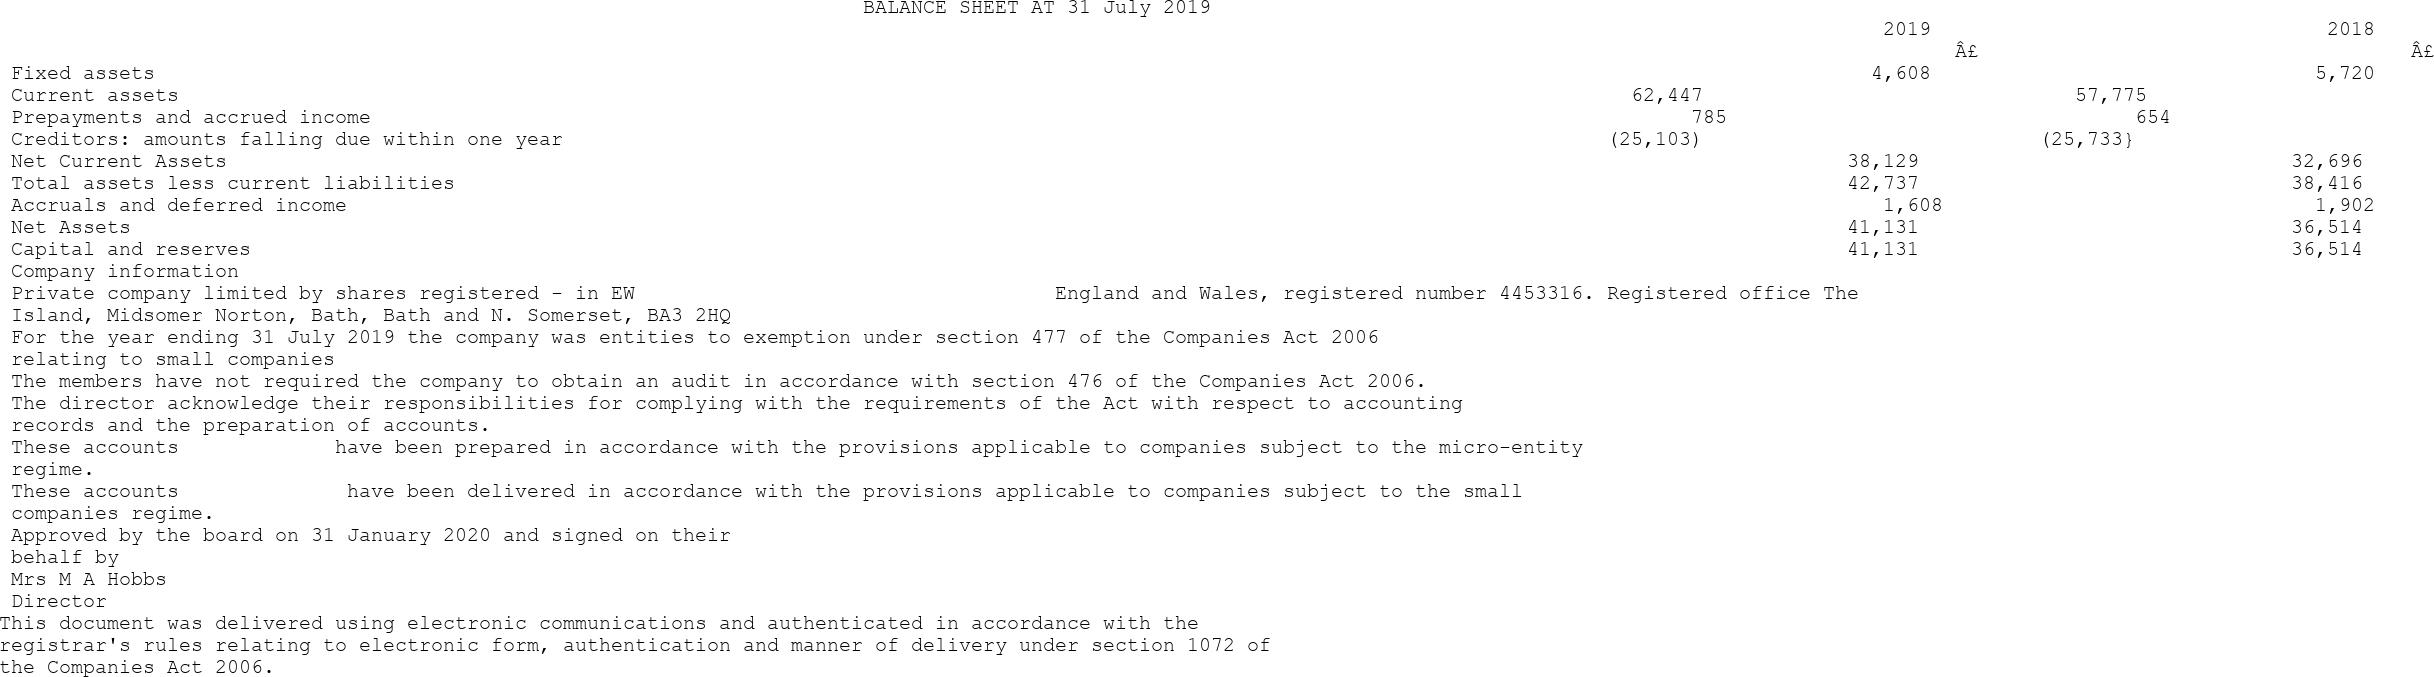 BALANCE SHEET AT 31 July 2019
2019 2018
Â£ Â£
Fixed assets 4,608 5,720
Current assets 62,447 57,775
Prepayments and accrued income 785 654
Creditors: amounts falling due within one year (25,103) (25,733}
Net Current Assets 38,129 32,696
Total assets less current liabilities 42,737 38,416
Accruals and deferred income 1,608 1,902
Net Assets 41,131 36,514
Capital and reserves 41,131 36,514
Company information
Private company limited by shares registered - in EW England and Wales, registered number 4453316. Registered office The
Island, Midsomer Norton, Bath, Bath and N. Somerset, BA3 2HQ
For the year ending 31 July 2019 the company was entities to exemption under section 477 of the Companies Act 2006
relating to small companies
The members have not required the company to obtain an audit in accordance with section 476 of the Companies Act 2006.
The director acknowledge their responsibilities for complying with the requirements of the Act with respect to accounting
records and the preparation of accounts.
These accounts have been prepared in accordance with the provisions applicable to companies subject to the micro-entity
regime.
These accounts have been delivered in accordance with the provisions applicable to companies subject to the small
companies regime.
Approved by the board on 31 January 2020 and signed on their
behalf by
Mrs M A Hobbs
Director
This document was delivered using electronic communications and authenticated in accordance with the
registrar's rules relating to electronic form, authentication and manner of delivery under section 1072 of
the Companies Act 2006.